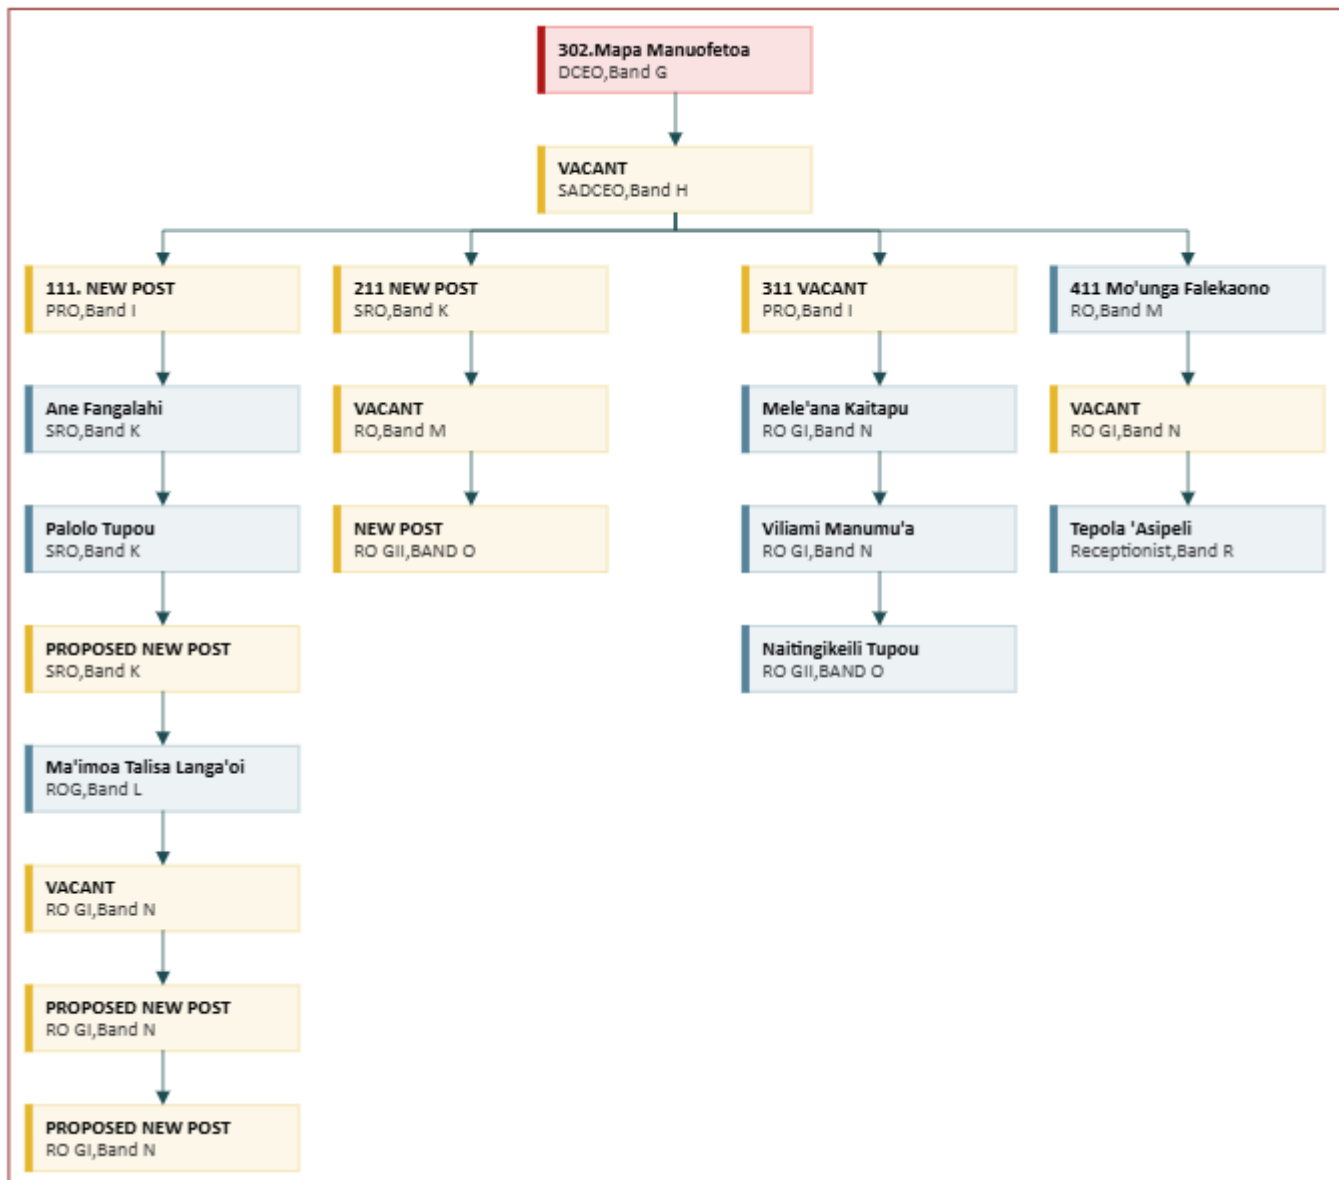 302.Mapa Manuofetoa
DCEO,Band G
VACANT
SADCEO,Band H
111. NEW POST
PRO,Band I
211 NEW POST
SRO,Band K
311 VACANT
PRO,Band I
411 Mo'unga Falekaono
RO,Band M
Ane Fangalahi
SRO,Band K
VACANT
RO,Band M
Mele'ana Kaitapu
RO GI,Band N
VACANT
RO GI,Band N
Palolo Tupou
SRO,Band K
NEW POST
RO GII,BAND O
Viliami Manumu'a
RO GI,Band N
Tepola 'Asipeli
Receptionist,Band R
PROPOSED NEW POST
SRO,Band K
Naitingikeili Tupou
RO GII,BAND O
Ma'imoa Talisa Langa'oi
ROG,Band L
VACANT
RO GI,Band N
PROPOSED NEW POST
RO GI,Band N
PROPOSED NEW POST
RO GI,Band N